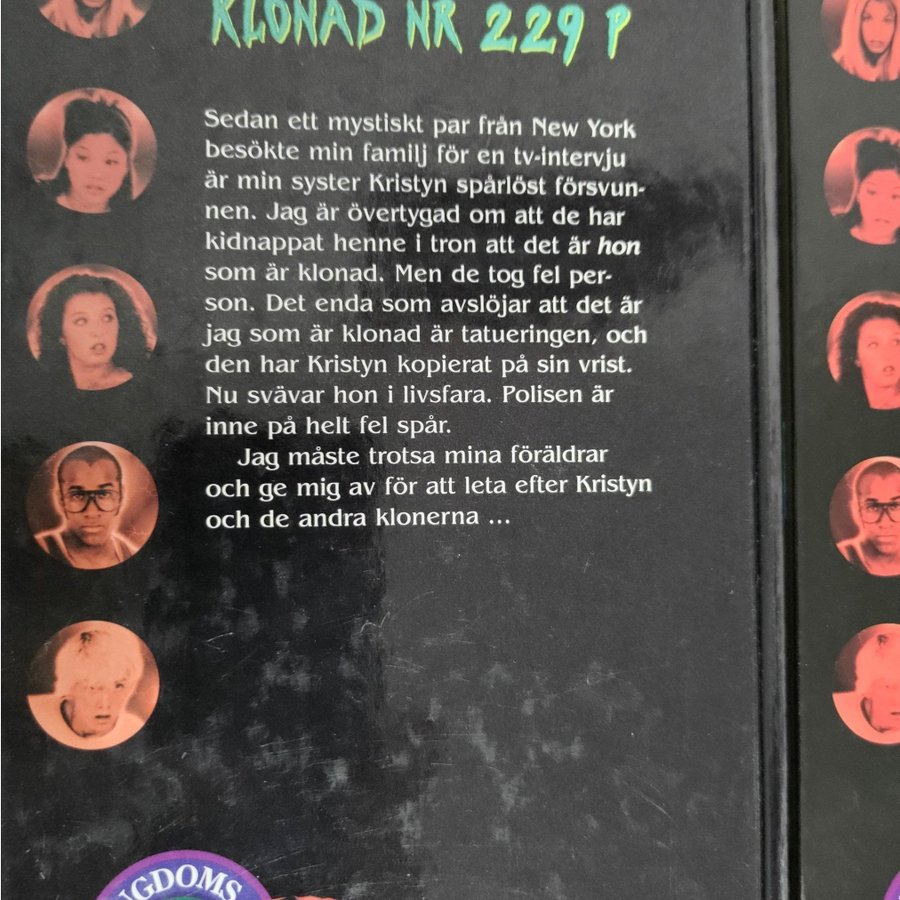 KLONAD NR 229 P
Sedan ett mystiskt par från New York
besökte min familj för en tv-intervju
är min syster Kristyn spårlöst försvun-
nen. Jag är övertygad om att de har
kidnappat henne i tron att det är hon
som är klonad. Men de tog fel per-
son. Det enda som avslöjar att det är
jag som är klonad är tatueringen, och
den har Kristyn kopierat på sin vrist.
Nu svävar hon i livsfara. Polisen är
inne på helt fel spår.
Jag måste trotsa mina föräldrar
och ge mig av för att leta efter Kristyn
och de andra klonerna ...
NGDOMS